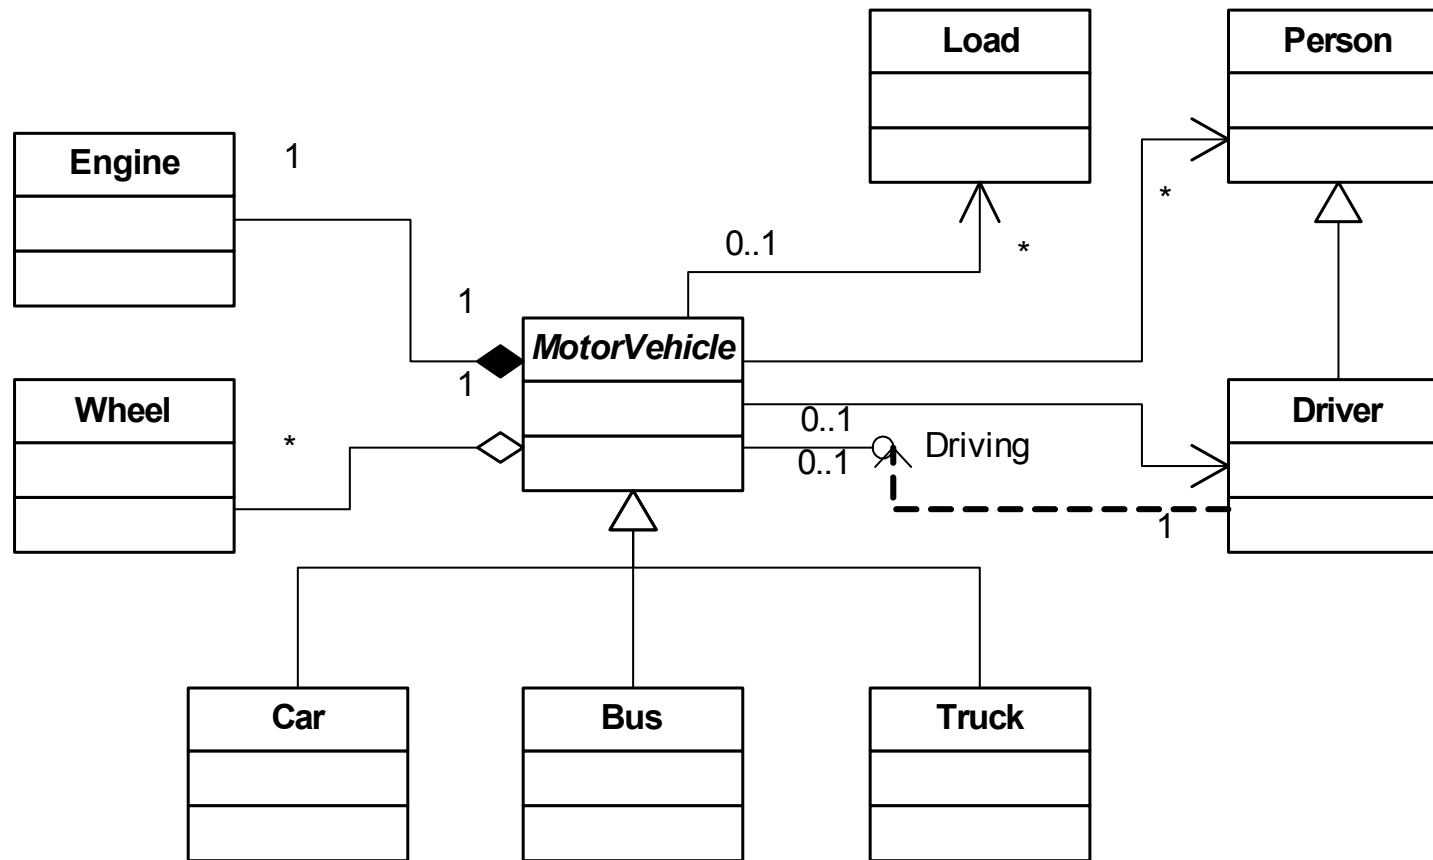 Load
Person
Engine
1
*
0..1
*
1
MotorVehicle
1
Wheel
Driver
*
0..1
Driving
0..1
1
Car
Bus
Truck